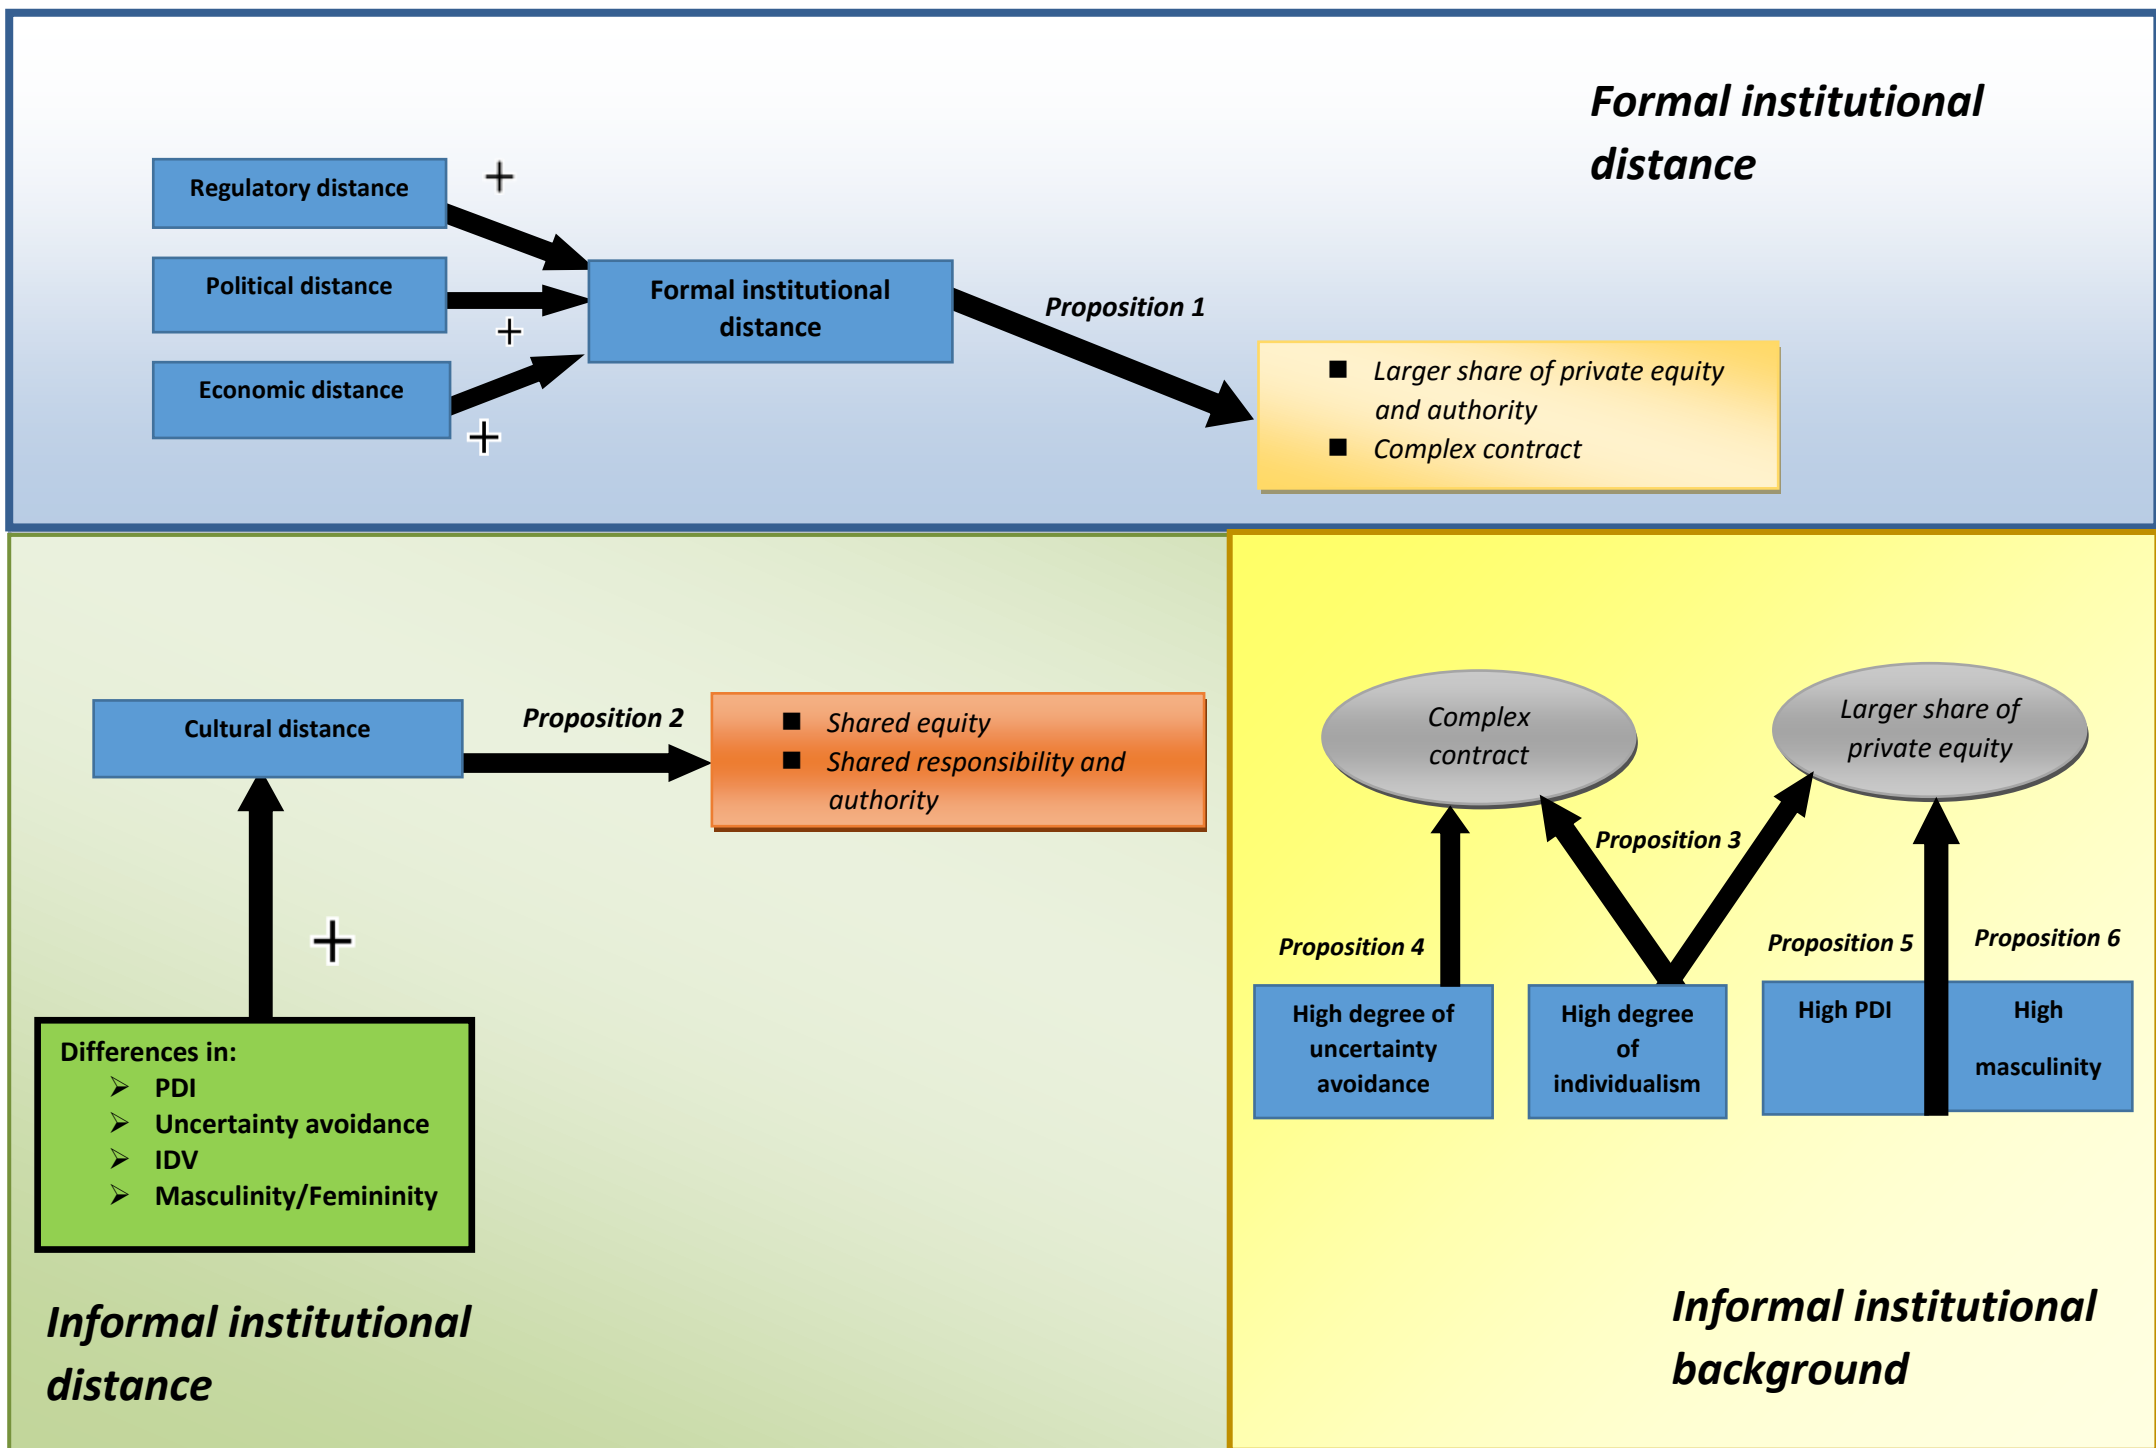 Formal institutional
distance
Regulatory distance
+
Political distance
+
Economic distance
+
Formal institutional
distance
Proposition 1
■ Larger share of private equity
and authority
■ Complex contract
Cultural distance
Proposition 2
■ Shared equity
■ Shared responsibility and
authority
+
Differences in:
➢ PDI
➢ Uncertainty avoidance
➢ IDV
➢ Masculinity/Femininity
Informal institutional
distance
Complex
contract
Larger share of
private equity
Proposition 3
Proposition 4
Proposition 5
Proposition 6
High degree of
uncertainty
avoidance
High degree
of
individualism
High PDI
High
masculinity
Informal institutional
background